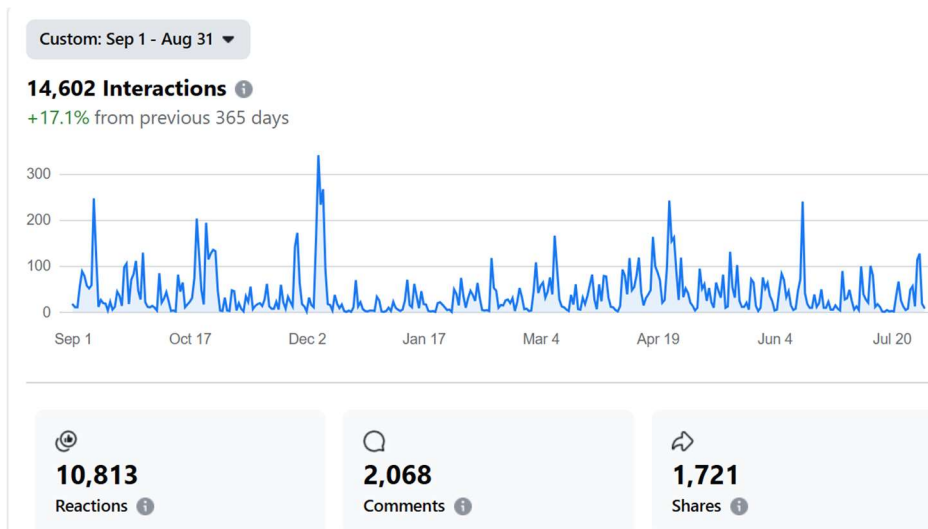 Custom: Sep 1 - Aug 31
14,602 Interactions
+17.1% from previous 365 days
300
200
100
0
Sep 1 Oct 17 Dec 2 Jan 17 Mar 4 Apr 19 Jun 4 Jul 20
10,813 2,068 1,721
Reactions Comments Shares